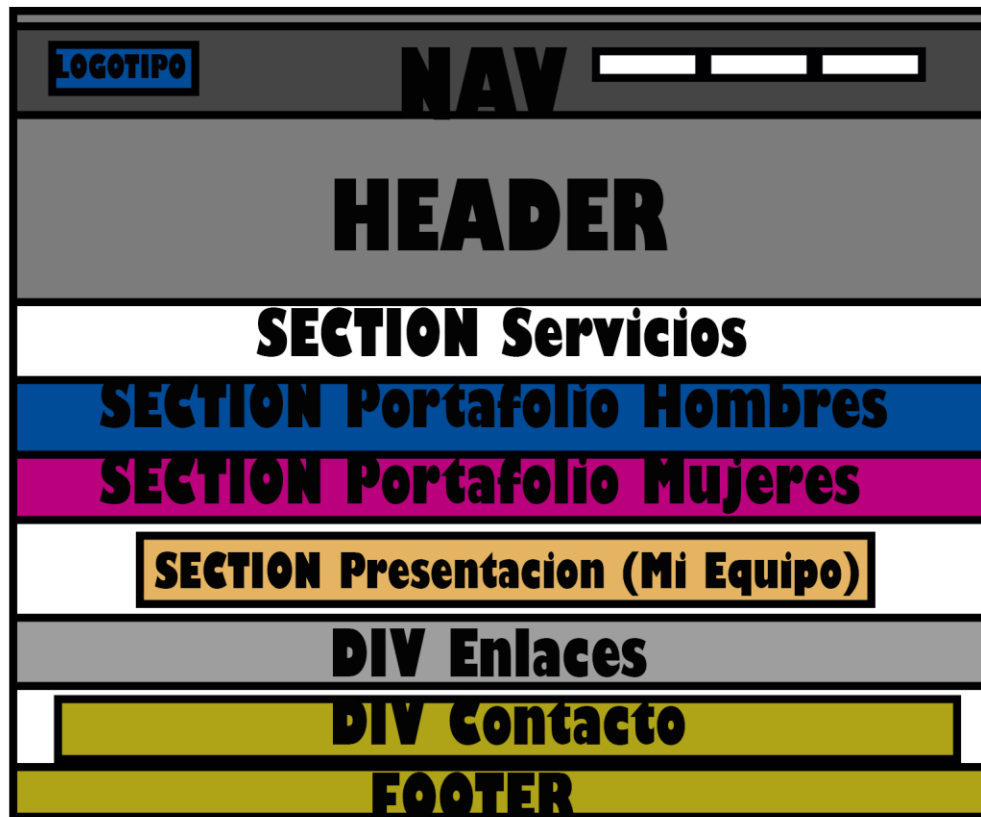 LOGOTIPO
NAV
HEADER
SECTION Servicios
SECTION Portafolio Hombres
SECTION Portafolio Mujeres
SECTION Presentacion (Mi Equipo)
DIV Enlaces
DIV Contacto
FOOTER